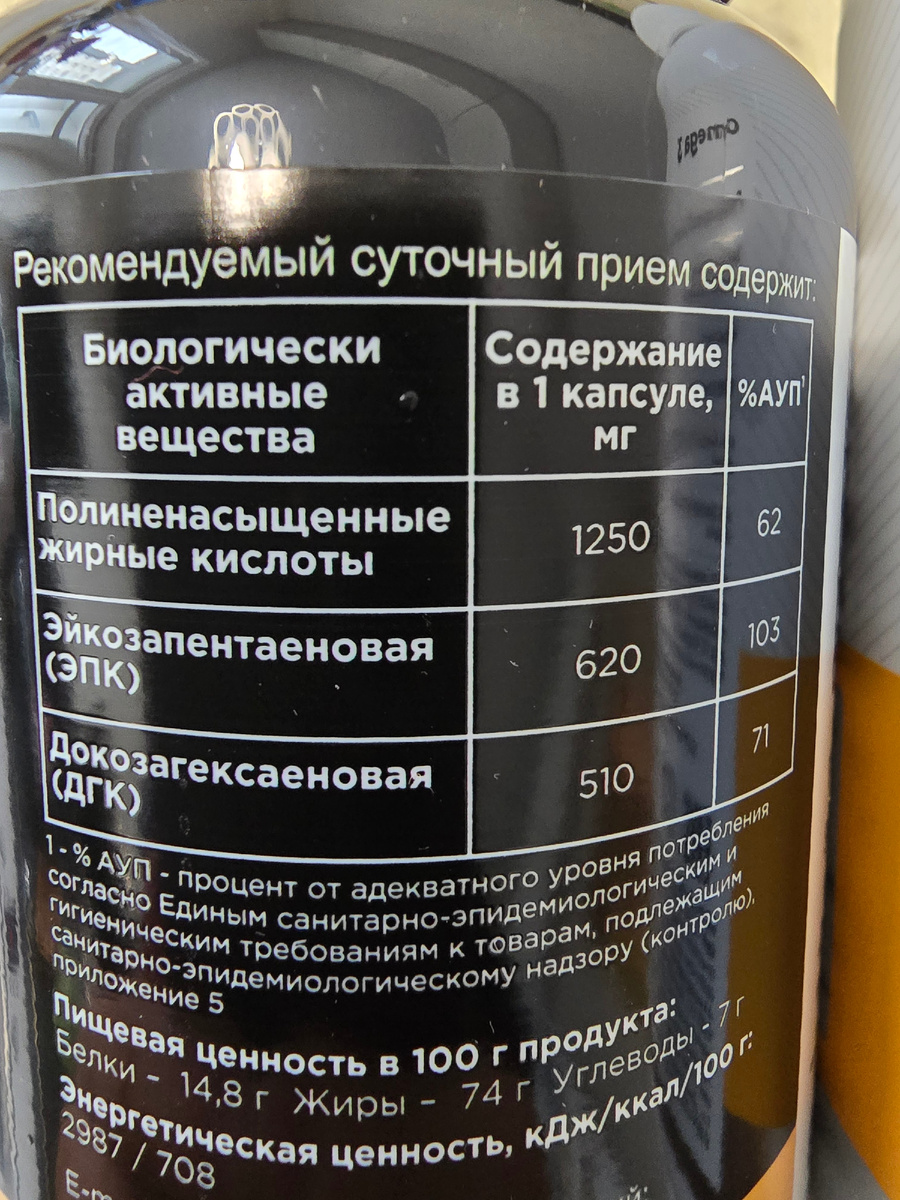 Omega 3
Рекомендуемый суточный прием содержит:
Биологически
активные
вещества
Содержание
в 1 капсуле,
мг
%АУП¹
Полиненасыщенные
жирные кислоты
1250
62
Эйкозапентаеновая
(ЭПК)
620
103
Докозагексаеновая
(ДГК)
510
71
1 - % АУП - процент от адекватного уровня потребления
согласно Единым санитарно-эпидемиологическим и
гигиеническим требованиям к товарам, подлежащим
санитарно-эпидемиологическому надзору (контролю),
приложение 5
Пищевая ценность в 100 г продукта:
Белки - 14,8 г Жиры - 74 г Углеводы - 7 г
Энергетическая ценность, кДж/ккал/100 г:
2987 / 708